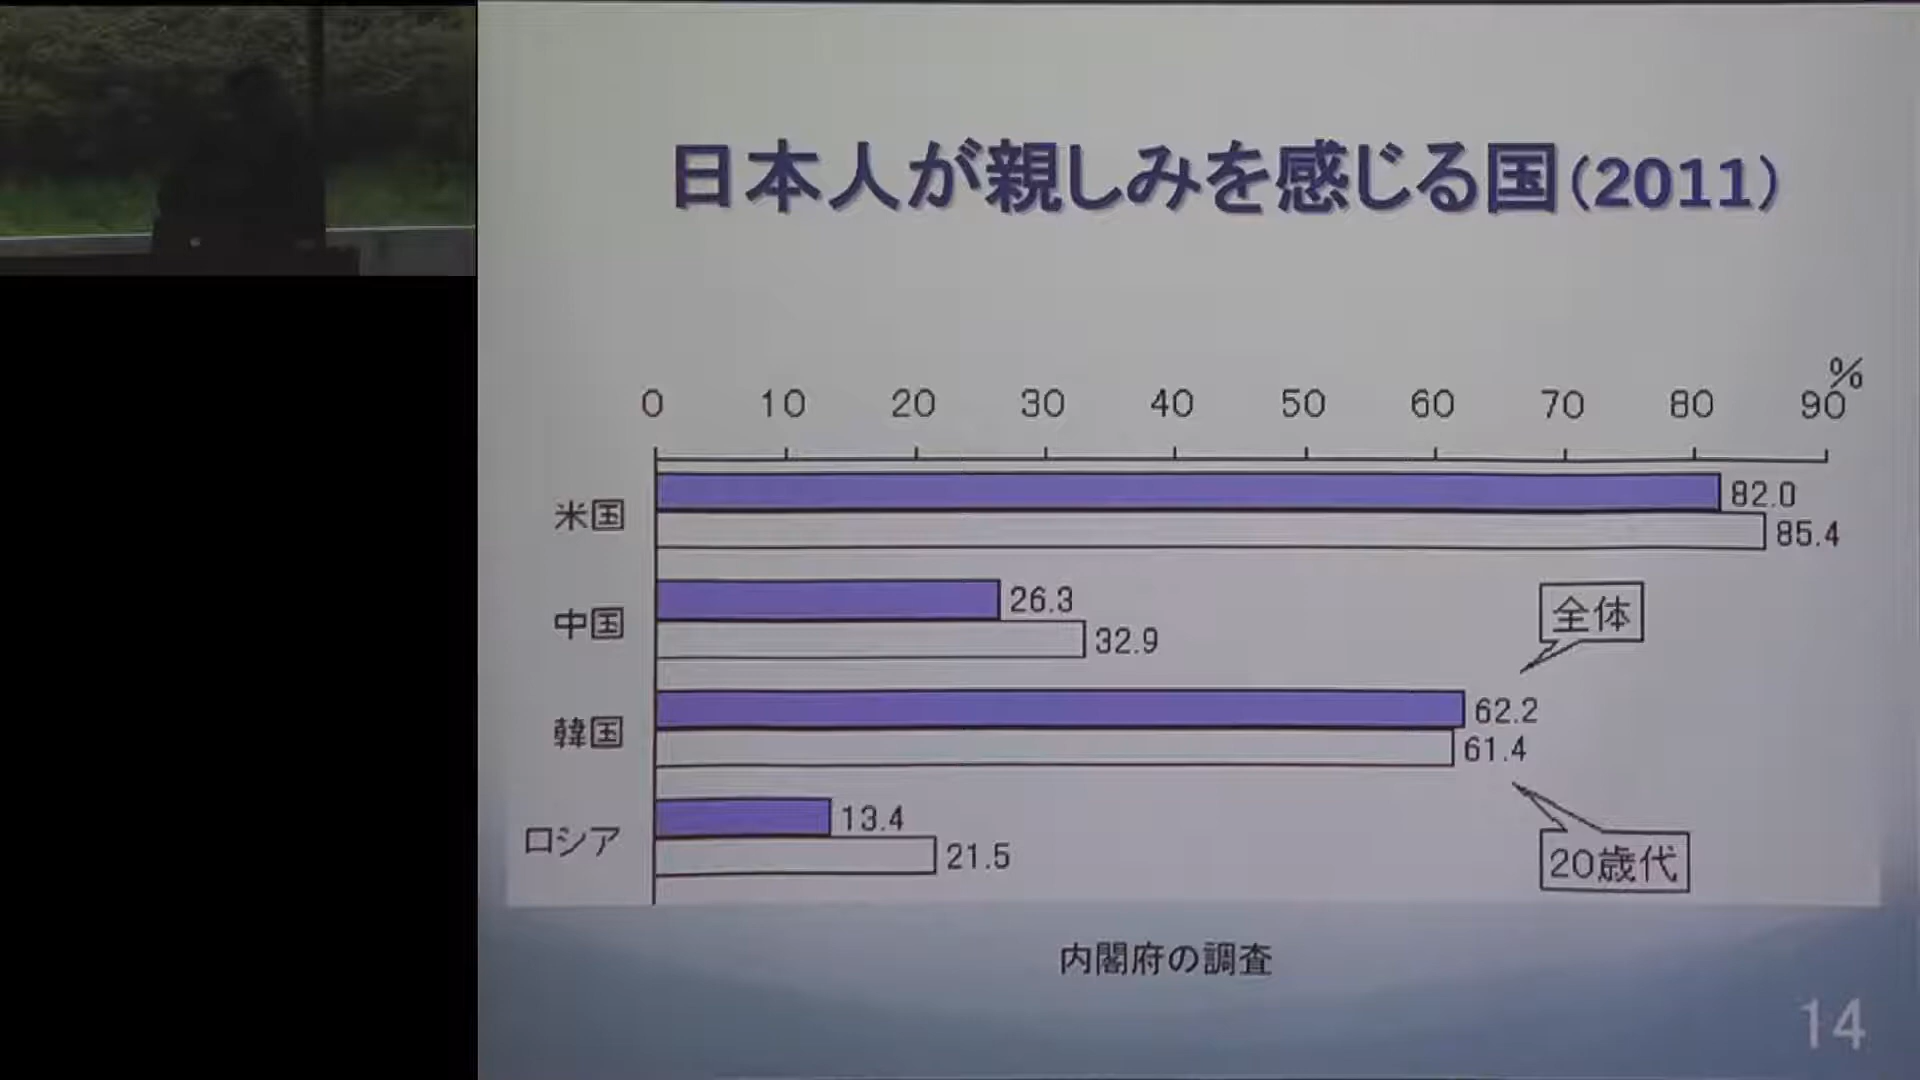 日本人が親しみを感じる国(2011)
%
0 10 20 30 40 50 60 70 80 90
米国
82.0
85.4
中国
26.3
32.9
全体
韓国
62.2
61.4
ロシア
13.4
21.5
20歳代
内閣府の調査
14